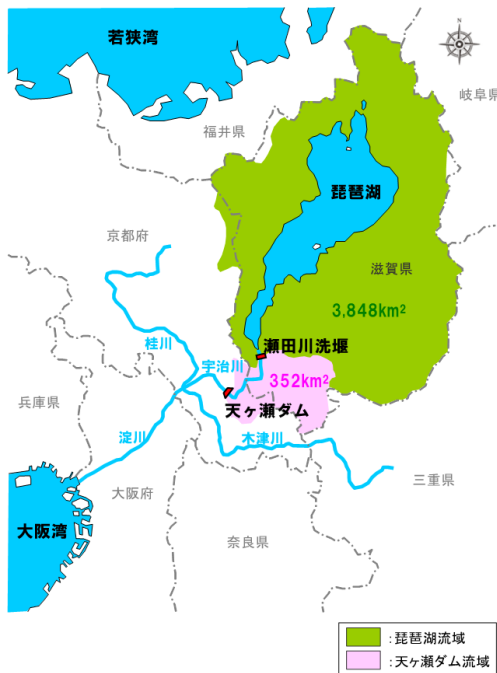 若狭湾
N
岐阜県
福井県
琵琶湖
京都府
滋賀県
3,848km²
瀬田川洗堰
桂川
宇治川
352km²
兵庫県
天ヶ瀬ダム
淀川
木津川
三重県
大阪府
大阪湾
奈良県
:琵琶湖流域
:天ヶ瀬ダム流域